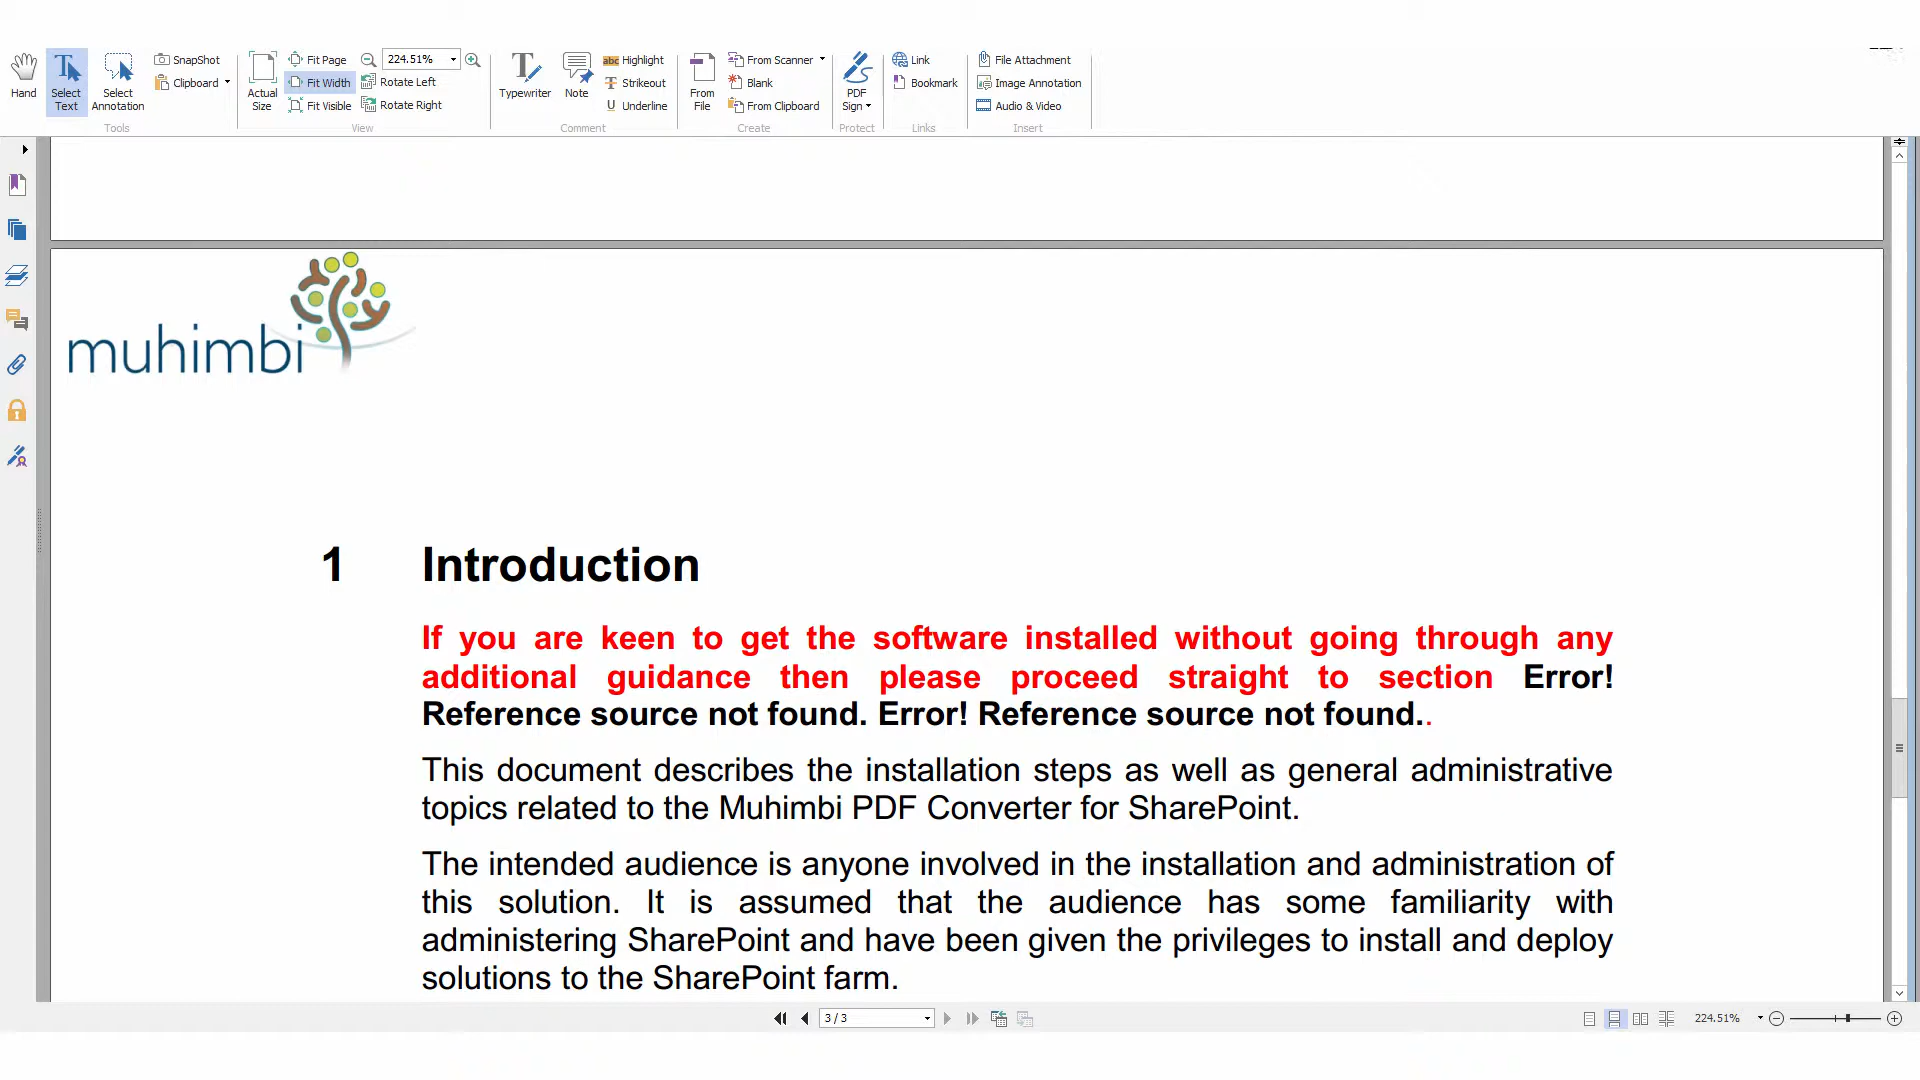 Hand
Select Text
Select Annotation
SnapShot
Clipboard
Tools
Actual Size
Fit Page
Fit Width
Fit Visible
224.51%
Rotate Left
Rotate Right
View
Typewriter
Note
Highlight
Strikeout
Underline
Comment
From File
From Scanner
Blank
From Clipboard
Create
PDF Sign
Protect
Link
Bookmark
Links
File Attachment
Image Annotation
Audio & Video
Insert
muhimbi
1 Introduction
If you are keen to get the software installed without going through any
additional guidance then please proceed straight to section Error!
Reference source not found. Error! Reference source not found..
This document describes the installation steps as well as general administrative
topics related to the Muhimbi PDF Converter for SharePoint.
The intended audience is anyone involved in the installation and administration of
this solution. It is assumed that the audience has some familiarity with
administering SharePoint and have been given the privileges to install and deploy
solutions to the SharePoint farm.
3 / 3
224.51%